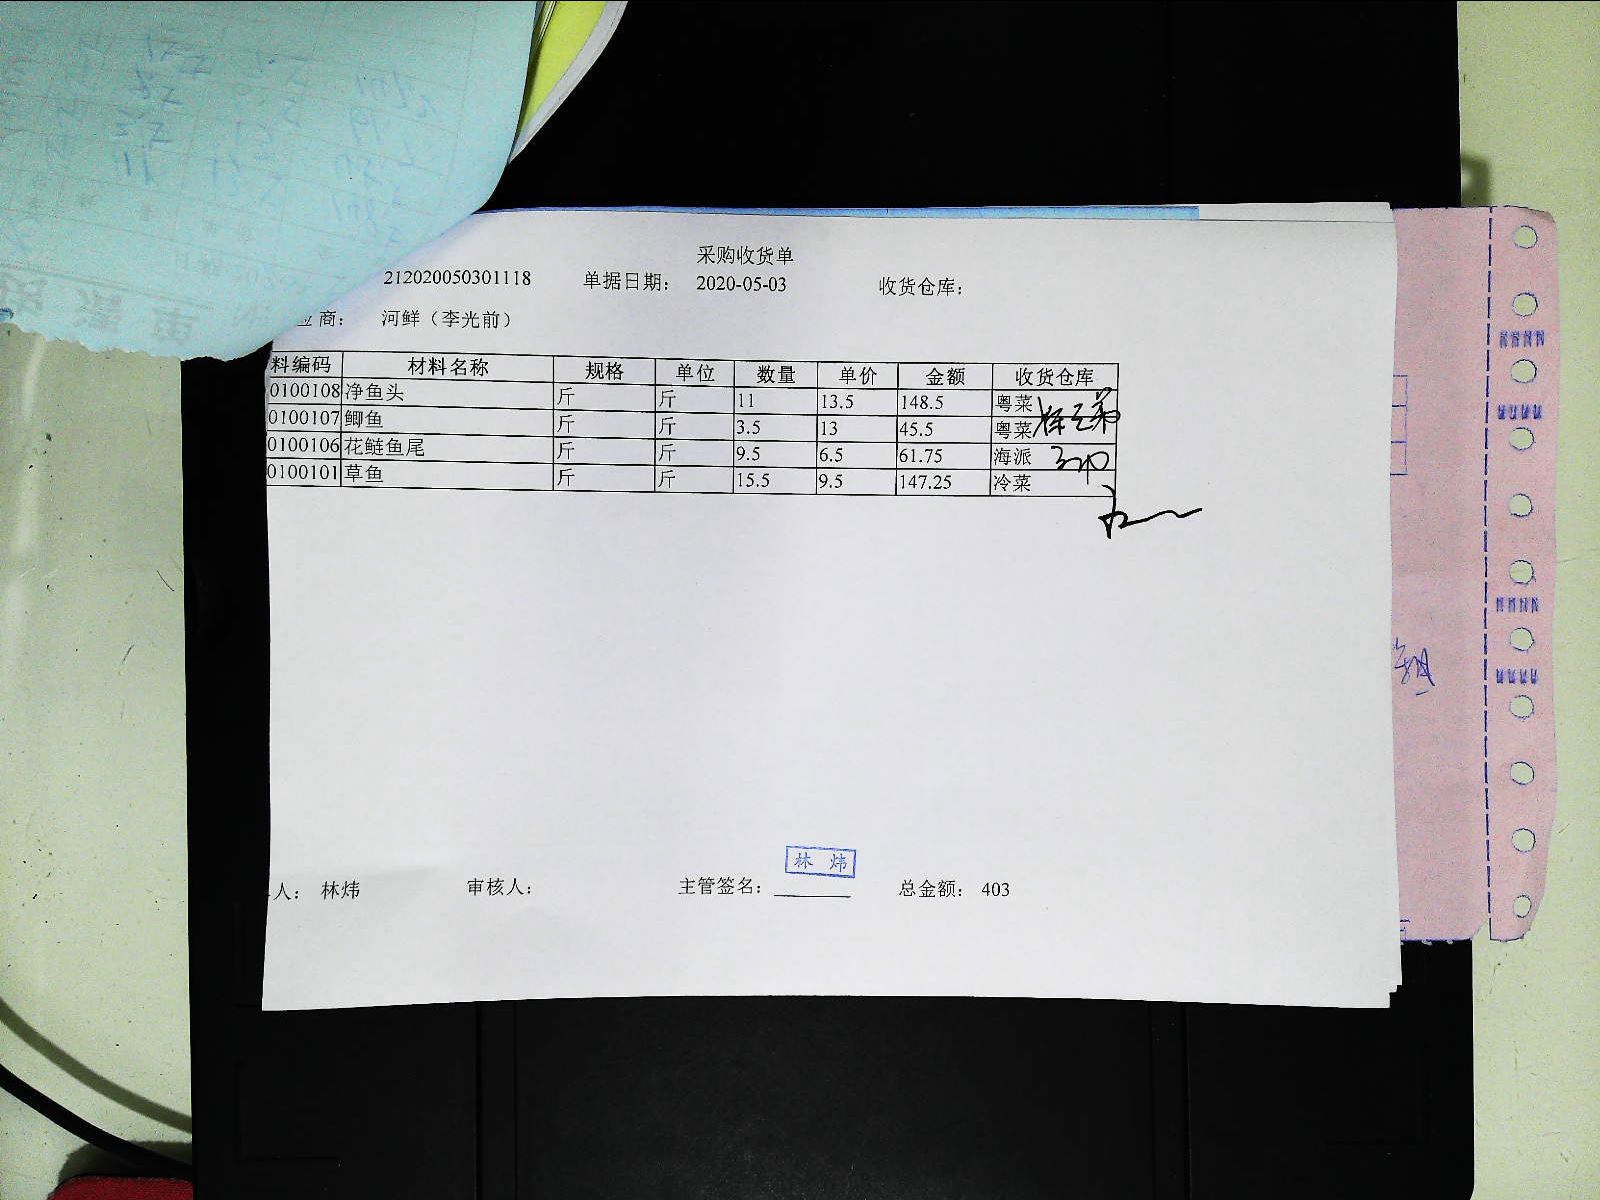 采购收货单
212020050301118 单据日期： 2020-05-03 收货仓库：
应商： 河鲜（李光前）
料编码 材料名称 规格 单位 数量 单价 金额 收货仓库
0100108 净鱼头 斤 斤 11 13.5 148.5 粤菜
0100107 鲫鱼 斤 斤 3.5 13 45.5 粤菜
0100106 花鲢鱼尾 斤 斤 9.5 6.5 61.75 海派
0100101 草鱼 斤 斤 15.5 9.5 147.25 冷菜
林 炜
人： 林炜 审核人： 主管签名： 总金额： 403